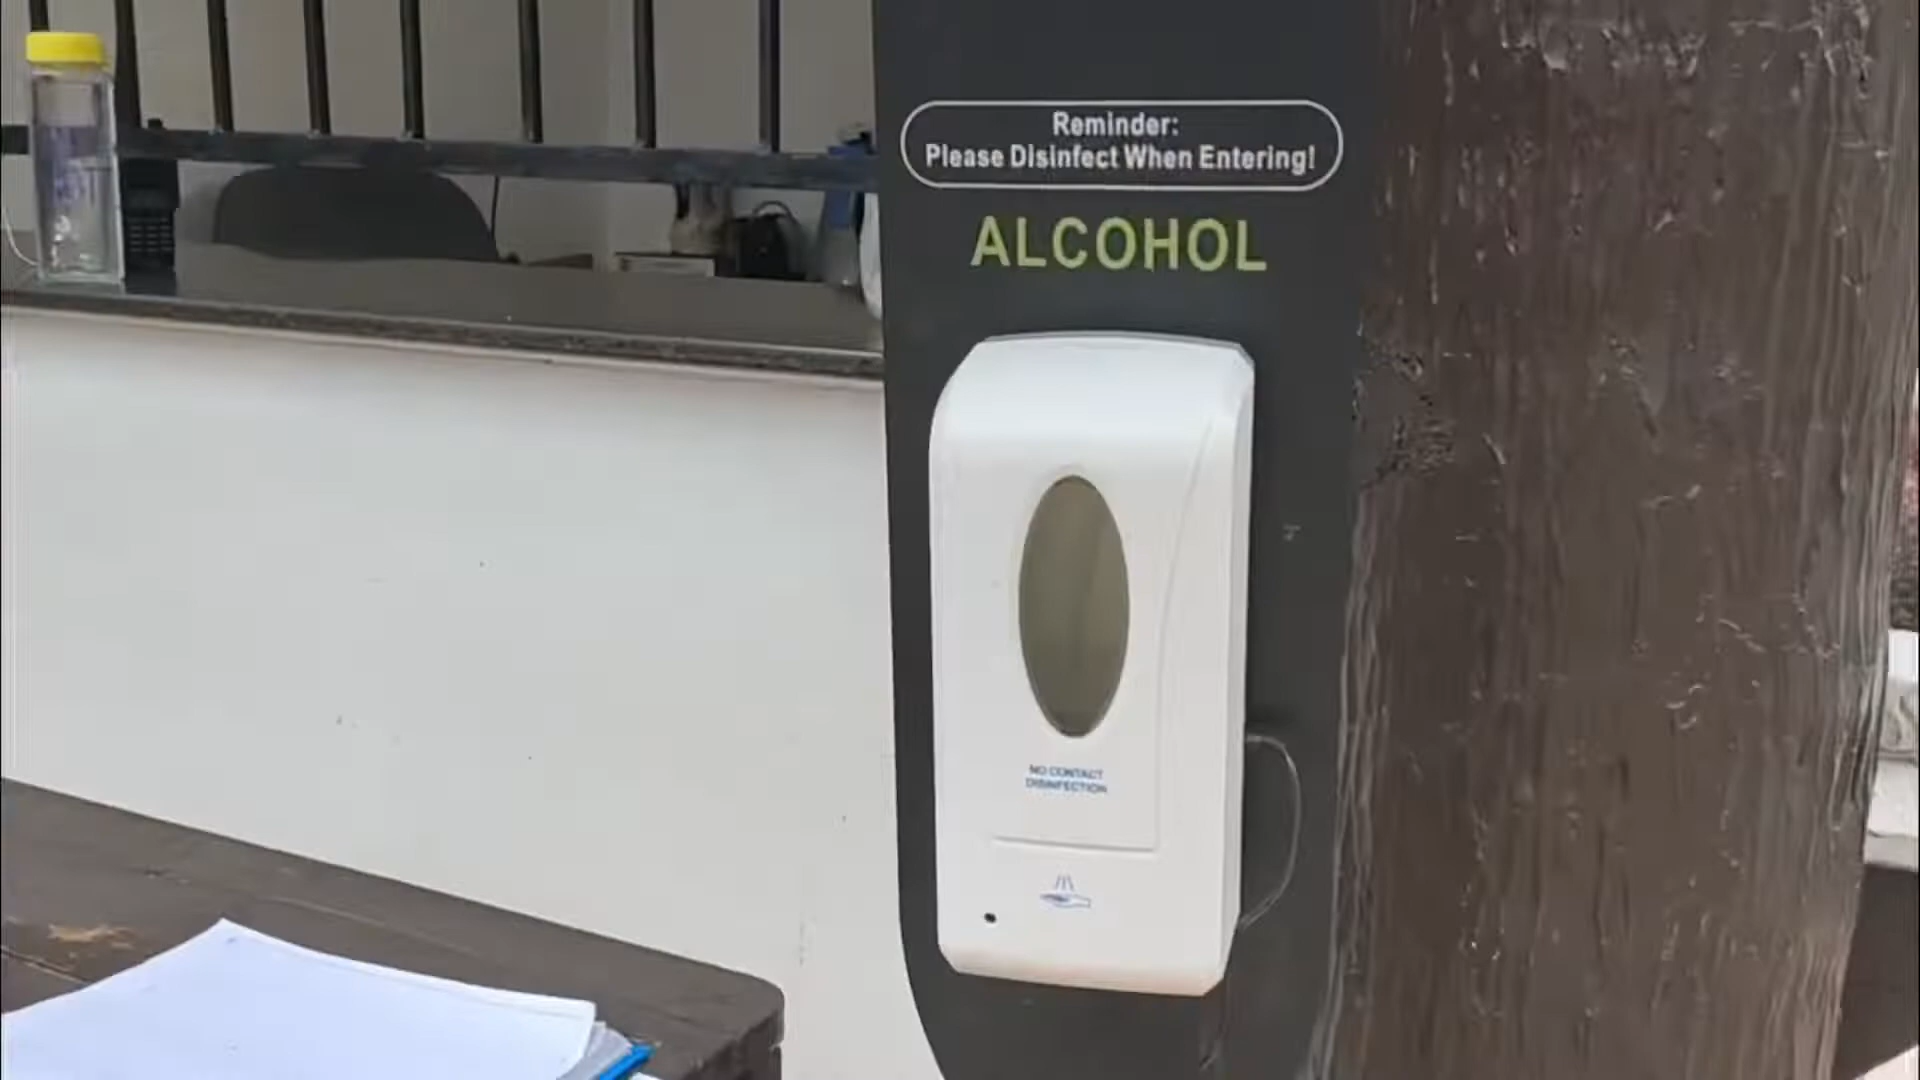 Reminder:
Please Disinfect When Entering!
ALCOHOL
NO CONTACT
DISINFECTION